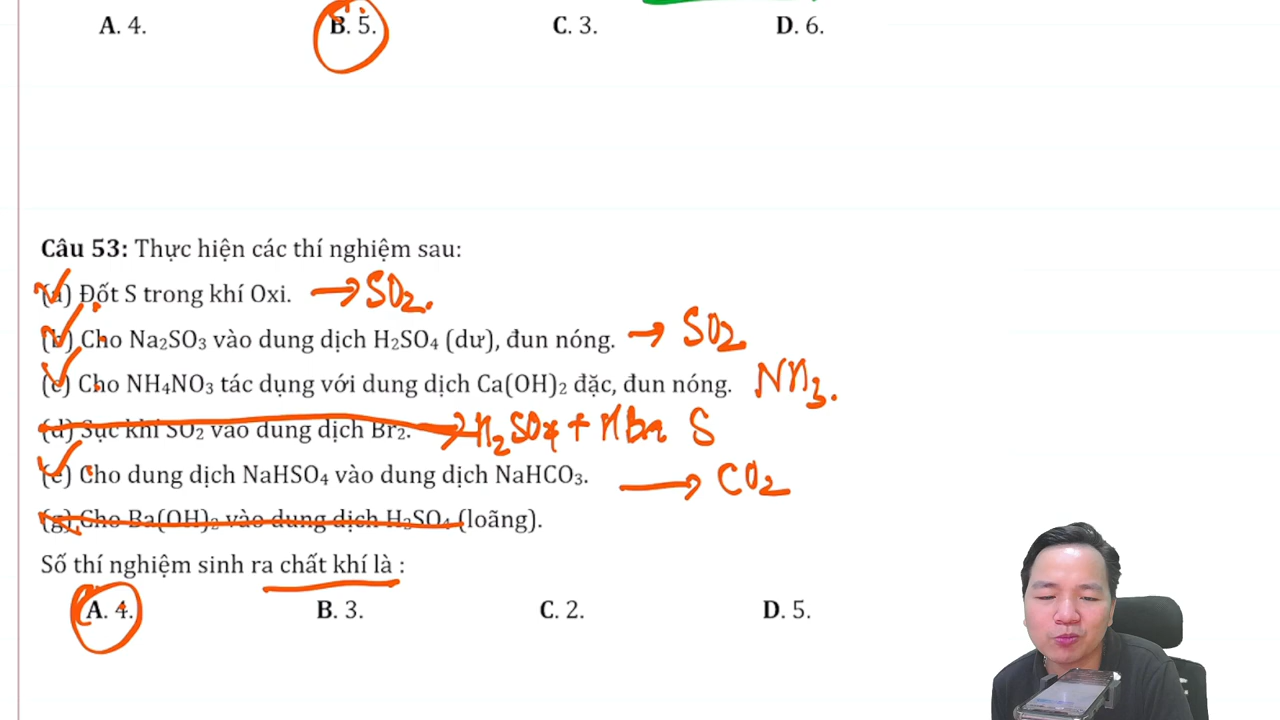 A. 4. B. 5. C. 3. D. 6.
Câu 53: Thực hiện các thí nghiệm sau:
(a) Đốt S trong khí Oxi. → SO2.
(b) Cho Na₂SO₃ vào dung dịch H₂SO₄ (dư), đun nóng. → SO2
(c) Cho NH₄NO₃ tác dụng với dung dịch Ca(OH)₂ đặc, đun nóng. NH3.
(d) Sục khí SO₂ vào dung dịch Br₂. → H2SO4 + HBr S
(e) Cho dung dịch NaHSO₄ vào dung dịch NaHCO₃. → CO2
(g) Cho Ba(OH)₂ vào dung dịch H₂SO₄ (loãng).
Số thí nghiệm sinh ra chất khí là :
A. 4. B. 3. C. 2. D. 5.